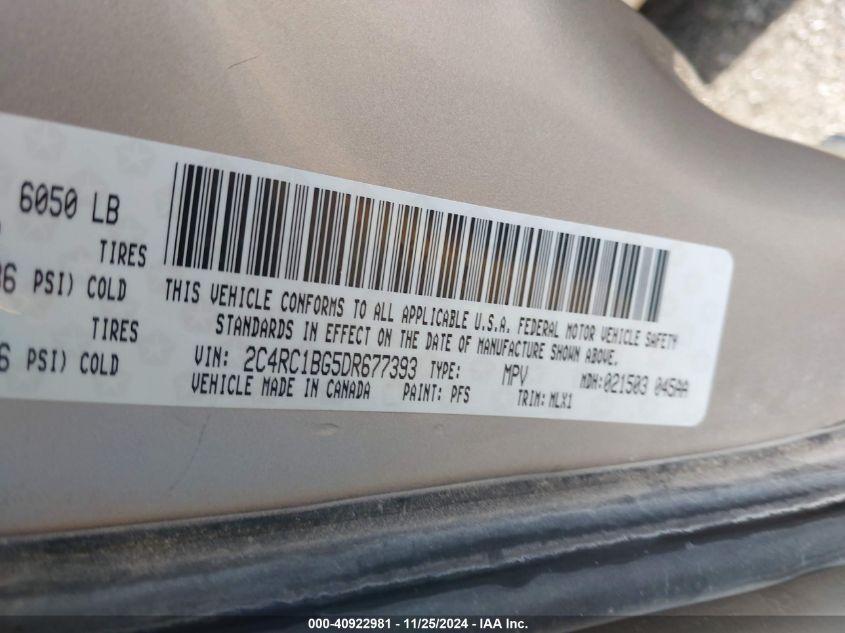 6050 LB
TIRES
PSI) COLD
TIRES
PSI) COLD
THIS VEHICLE CONFORMS TO ALL APPLICABLE U.S.A. FEDERAL MOTOR VEHICLE SAFETY
STANDARDS IN EFFECT ON THE DATE OF MANUFACTURE SHOWN ABOVE.
VIN: 2C4RC1BG5DR677393 TYPE: MPV MDH:021503 045AA
VEHICLE MADE IN CANADA PAINT: PFS TRIM: MLX1
000-40922981 - 11/25/2024 - IAA Inc.